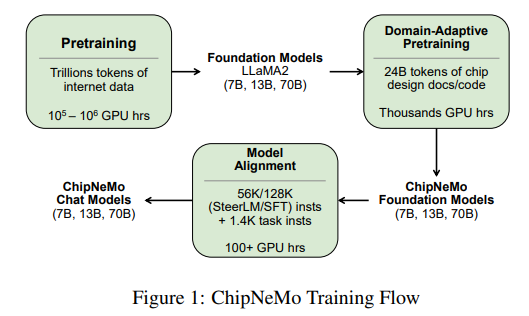 Pretraining
Trillions tokens of
internet data
10⁵ – 10⁶ GPU hrs
Foundation Models
LLaMA2
(7B, 13B, 70B)
Domain-Adaptive
Pretraining
24B tokens of chip
design docs/code
Thousands GPU hrs
ChipNeMo
Foundation Models
(7B, 13B, 70B)
Model
Alignment
56K/128K
(SteerLM/SFT) insts
+ 1.4K task insts
100+ GPU hrs
ChipNeMo
Chat Models
(7B, 13B, 70B)
Figure 1: ChipNeMo Training Flow